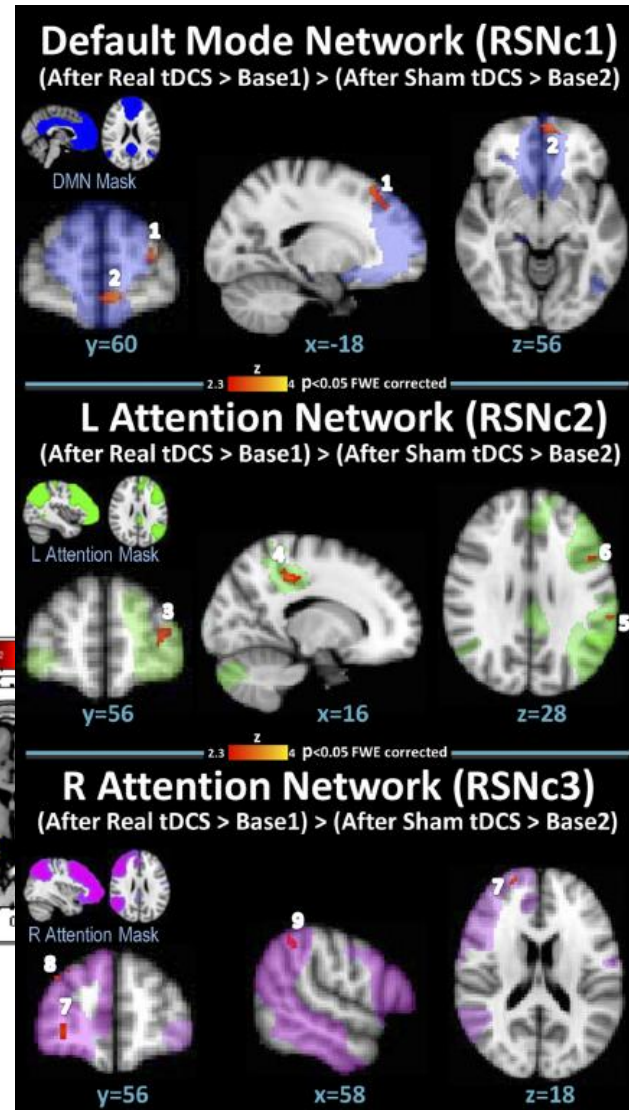 Default Mode Network (RSNc1)
(After Real tDCS > Base1) > (After Sham tDCS > Base2)
DMN Mask
1
2
1
2
y=60 x=-18 z=56
z
2.3 4 p<0.05 FWE corrected
L Attention Network (RSNc2)
(After Real tDCS > Base1) > (After Sham tDCS > Base2)
L Attention Mask
3
4
6
5
y=56 x=16 z=28
z
2.3 4 p<0.05 FWE corrected
R Attention Network (RSNc3)
(After Real tDCS > Base1) > (After Sham tDCS > Base2)
R Attention Mask
8
7
9
7
y=56 x=58 z=18